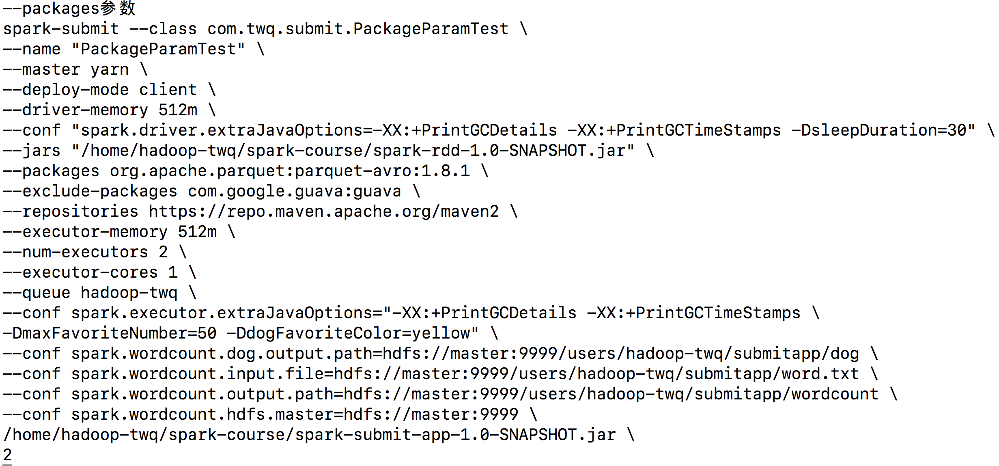 --packages参数
spark-submit --class com.twq.submit.PackageParamTest \
--name "PackageParamTest" \
--master yarn \
--deploy-mode client \
--driver-memory 512m \
--conf "spark.driver.extraJavaOptions=-XX:+PrintGCDetails -XX:+PrintGCTimeStamps -DsleepDuration=30" \
--jars "/home/hadoop-twq/spark-course/spark-rdd-1.0-SNAPSHOT.jar" \
--packages org.apache.parquet:parquet-avro:1.8.1 \
--exclude-packages com.google.guava:guava \
--repositories https://repo.maven.apache.org/maven2 \
--executor-memory 512m \
--num-executors 2 \
--executor-cores 1 \
--queue hadoop-twq \
--conf spark.executor.extraJavaOptions="-XX:+PrintGCDetails -XX:+PrintGCTimeStamps \
-DmaxFavoriteNumber=50 -DdogFavoriteColor=yellow" \
--conf spark.wordcount.dog.output.path=hdfs://master:9999/users/hadoop-twq/submitapp/dog \
--conf spark.wordcount.input.file=hdfs://master:9999/users/hadoop-twq/submitapp/word.txt \
--conf spark.wordcount.output.path=hdfs://master:9999/users/hadoop-twq/submitapp/wordcount \
--conf spark.wordcount.hdfs.master=hdfs://master:9999 \
/home/hadoop-twq/spark-course/spark-submit-app-1.0-SNAPSHOT.jar \
2